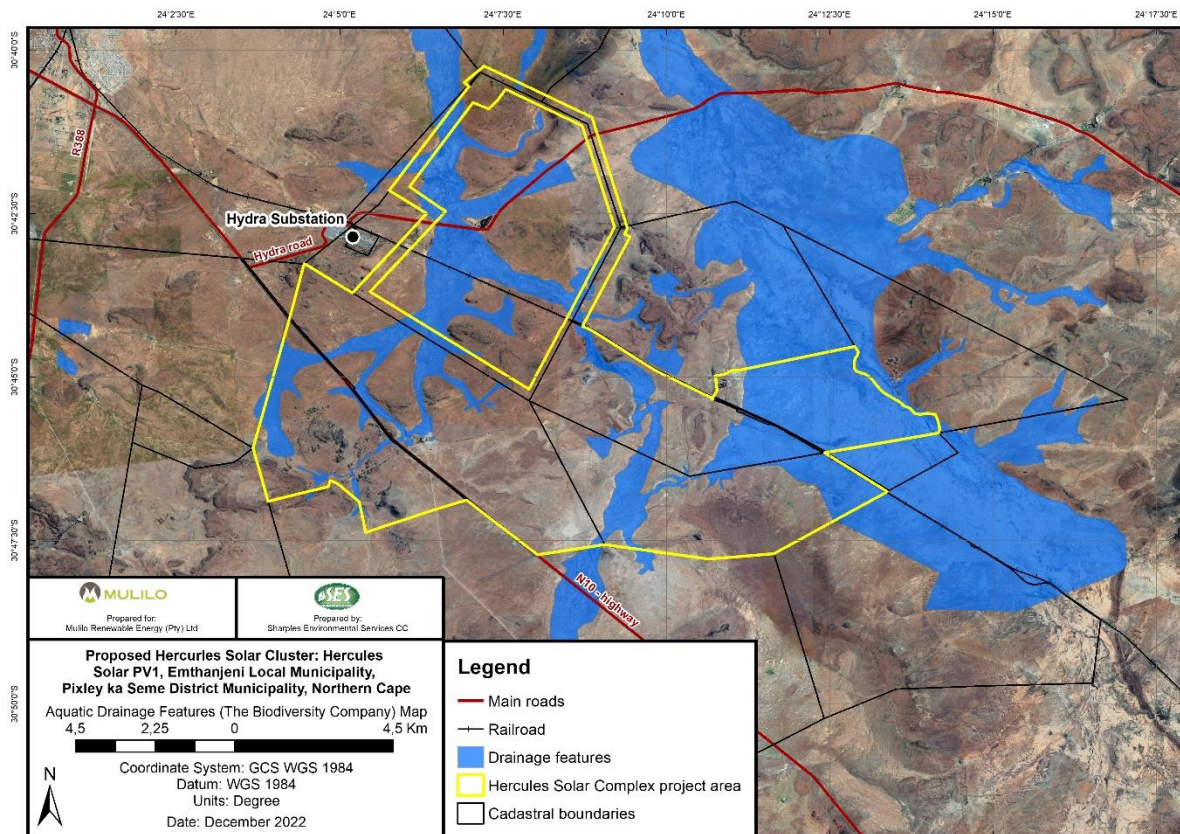 24°2'30"E 24°5'0"E 24°7'30"E 24°10'0"E 24°12'30"E 24°15'0"E 24°17'30"E
30°40'0"S
R388
30°42'30"S
Hydra Substation
Hydra road
30°45'0"S
30°47'30"S
N10 - highway
30°50'0"S
MULILO
Prepared for:
Mulilo Renewable Energy (Pty) Ltd
SES
Prepared by:
Sharples Environmental Services CC
Proposed Hercurles Solar Cluster: Hercules
Solar PV1, Emthanjeni Local Municipality,
Pixley ka Seme District Municipality, Northern Cape
Aquatic Drainage Features (The Biodiversity Company) Map
4,5 2,25 0 4,5 Km
N
Coordinate System: GCS WGS 1984
Datum: WGS 1984
Units: Degree
Date: December 2022
Legend
Main roads
Railroad
Drainage features
Hercules Solar Complex project area
Cadastral boundaries